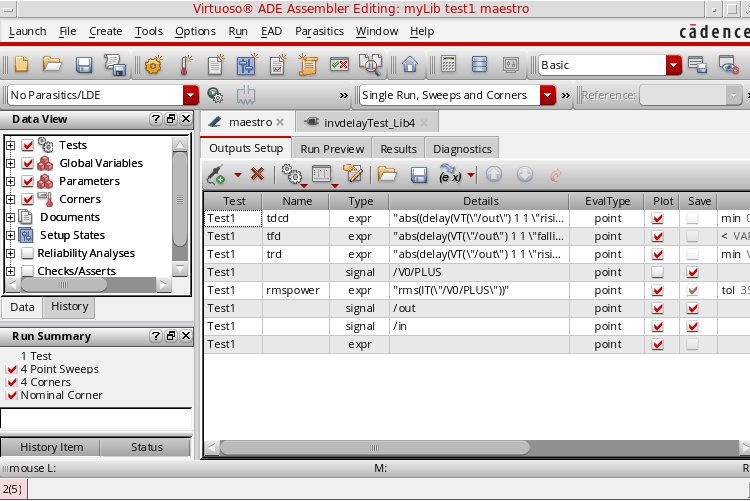 Virtuoso® ADE Assembler Editing: myLib test1 maestro
Launch File Create Tools Options Run EAD Parasitics Window Help cādence
Basic
No Parasitics/LDE Single Run, Sweeps and Corners » Reference: »
Data View ? maestro invdelayTest_Lib4
Tests
Global Variables
Parameters
Corners
Documents
Setup States
Reliability Analyses
Checks/Asserts
Data History
Run Summary ?
1 Test
4 Point Sweeps
4 Corners
Nominal Corner
History Item Status
Outputs Setup Run Preview Results Diagnostics
(e x)
Test Name Type Details EvalType Plot Save
Test1 tdcd expr "abs((delay(VT(\"/out\") 1 1 \"risi... point min
Test1 tfd expr "abs(delay(VT(\"/out\") 1 1 \"falli... point < VAR
Test1 trd expr "abs(delay(VT(\"/out\") 1 1 \"risi... point min
Test1 signal /V0/PLUS point
Test1 rmspower expr "rms(IT(\"/V0/PLUS\"))" point tol 35
Test1 signal /out point
Test1 signal /in point
Test1 expr point
mouse L: M: R
2(5)